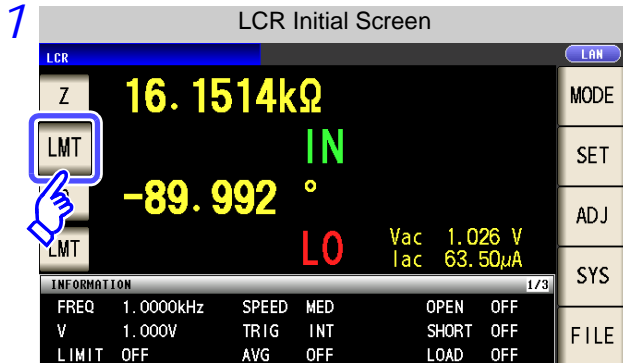 1
LCR Initial Screen
LCR
LAN
Z
16.1514kΩ
MODE
LMT
IN
SET
-89.992 °
ADJ
LMT
LO
Vac 1.026 V
Iac 63.50µA
SYS
INFORMATION
1/3
FREQ 1.0000kHz SPEED MED OPEN OFF
V 1.000V TRIG INT SHORT OFF
FILE
LIMIT OFF AVG OFF LOAD OFF